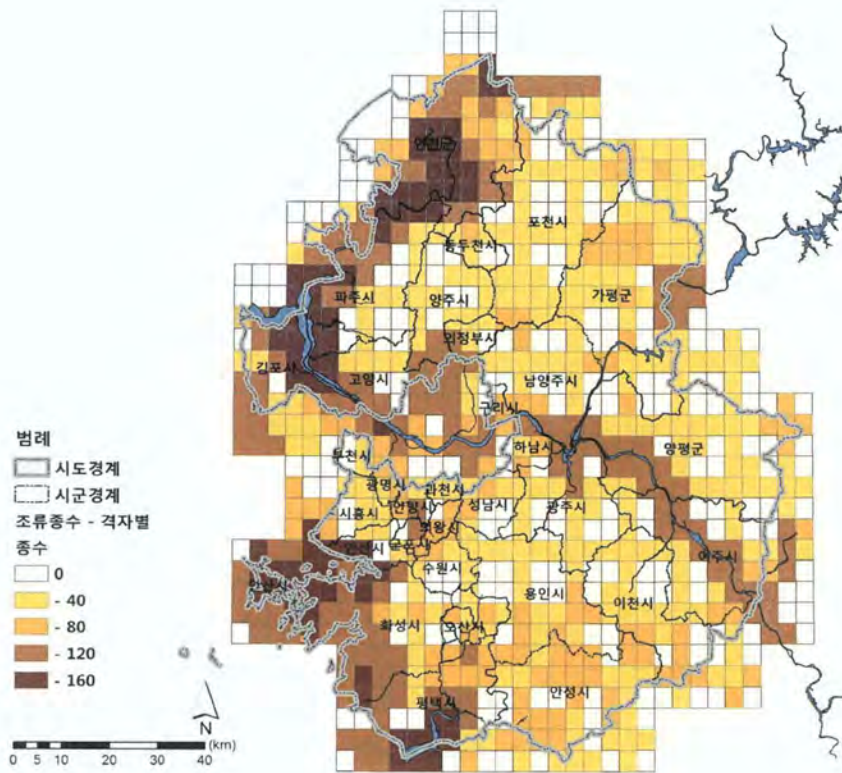 연천군
포천시
동두천시
파주시
양주시
가평군
의정부시
김포시
고양시
남양주시
구리시
하남시
양평군
부천시
광명시
과천시
시흥시
안양시
성남시
광주시
의왕시
안산시
군포시
여주시
안산시
수원시
용인시
이천시
화성시
오산시
평택시
안성시
범례
시도경계
시군경계
조류종수 - 격자별
종수
0
- 40
- 80
- 120
- 160
N
0 5 10 20 30 40 (km)